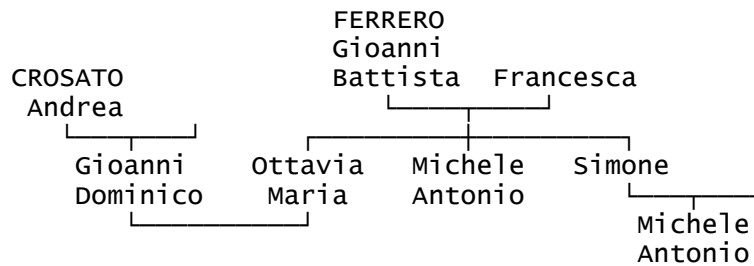 FERRERO
Gioanni
CROSATO Battista Francesca
Andrea
Gioanni Ottavia Michele Simone
Dominico Maria Antonio
Michele
Antonio